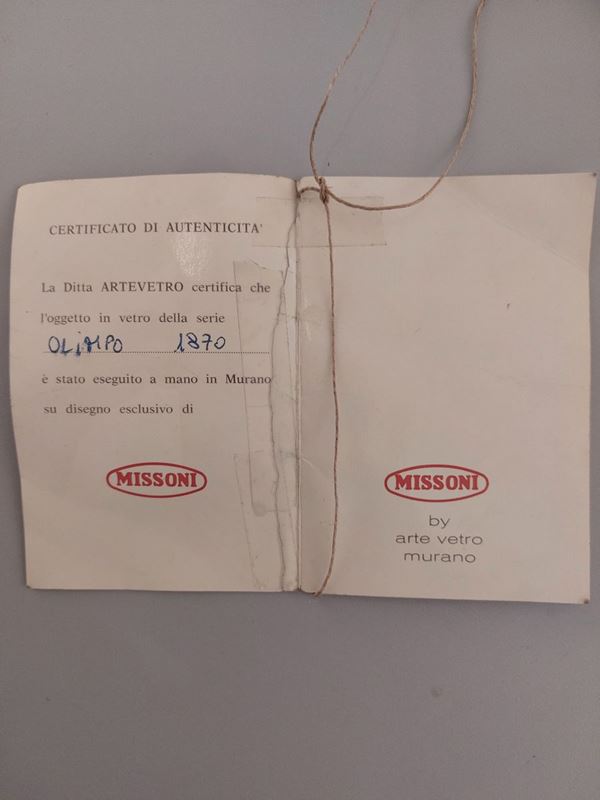 CERTIFICATO DI AUTENTICITA'
La Ditta ARTEVETRO certifica che
l'oggetto in vetro della serie
OLIMPO 1870
è stato eseguito a mano in Murano
su disegno esclusivo di
MISSONI
MISSONI
by
arte vetro
murano